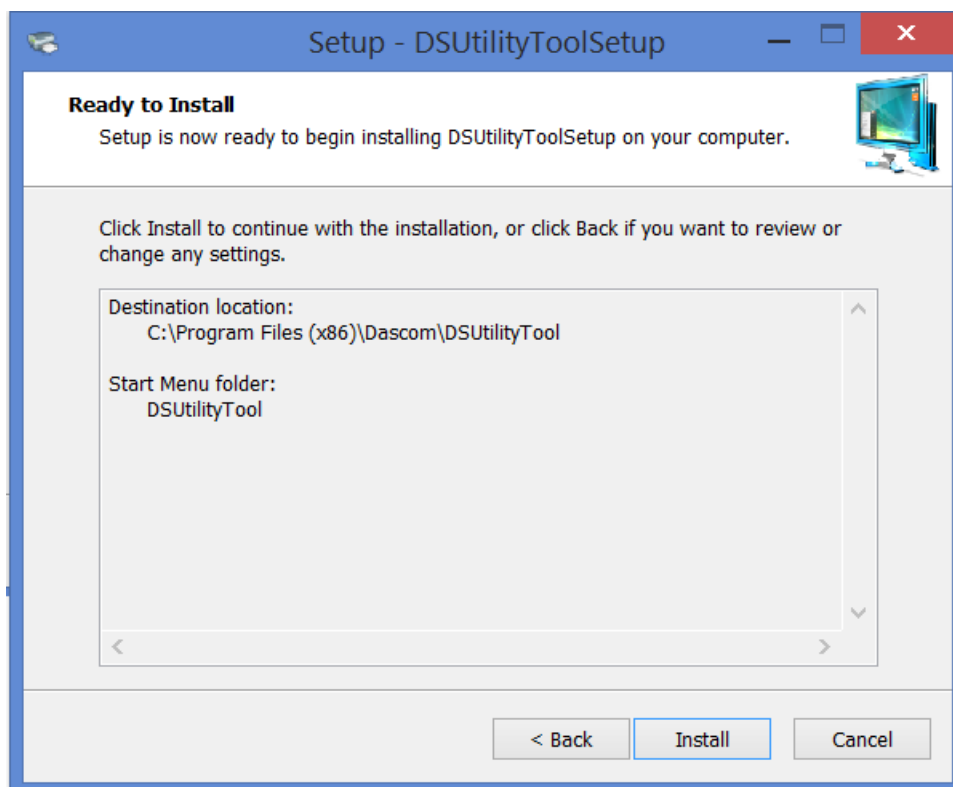 Setup - DSUtilityToolSetup
Ready to Install
Setup is now ready to begin installing DSUtilityToolSetup on your computer.
Click Install to continue with the installation, or click Back if you want to review or
change any settings.
Destination location:
C:\Program Files (x86)\Dascom\DSUtilityTool
Start Menu folder:
DSUtilityTool
< Back Install Cancel